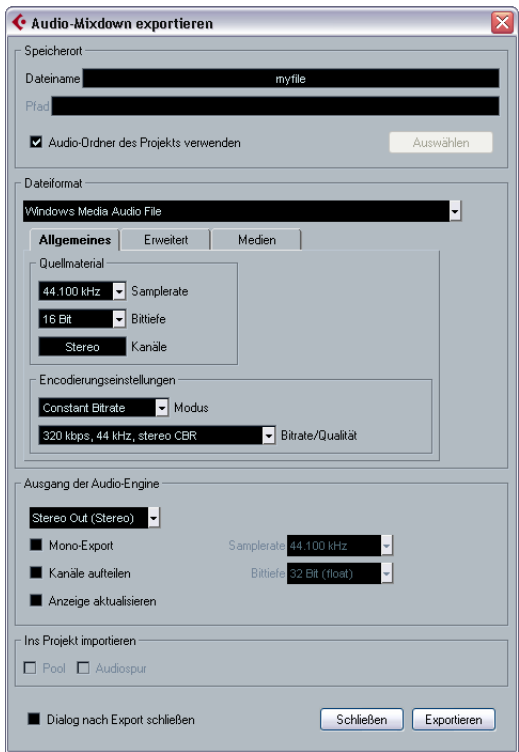 Audio-Mixdown exportieren
Speicherort
Dateiname myfile
Pfad
Audio-Ordner des Projekts verwenden Auswählen
Dateiformat
Windows Media Audio File
Allgemeines Erweitert Medien
Quellmaterial
44.100 kHz Samplerate
16 Bit Bittiefe
Stereo Kanäle
Encodierungseinstellungen
Constant Bitrate Modus
320 kbps, 44 kHz, stereo CBR Bitrate/Qualität
Ausgang der Audio-Engine
Stereo Out (Stereo)
Mono-Export Samplerate 44.100 kHz
Kanäle aufteilen Bittiefe 32 Bit (float)
Anzeige aktualisieren
Ins Projekt importieren
Pool Audiospur
Dialog nach Export schließen Schließen Exportieren